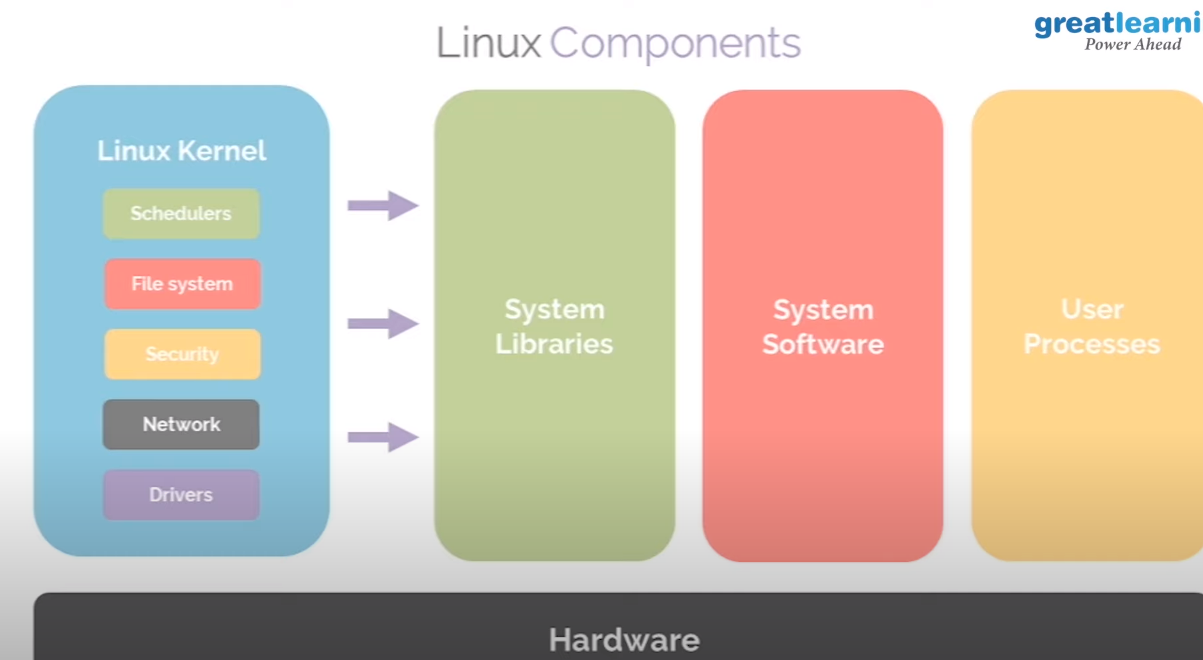 greatlearni
Power Ahead
Linux Components
Linux Kernel
Schedulers
File system
Security
Network
Drivers
System
Libraries
System
Software
User
Processes
Hardware